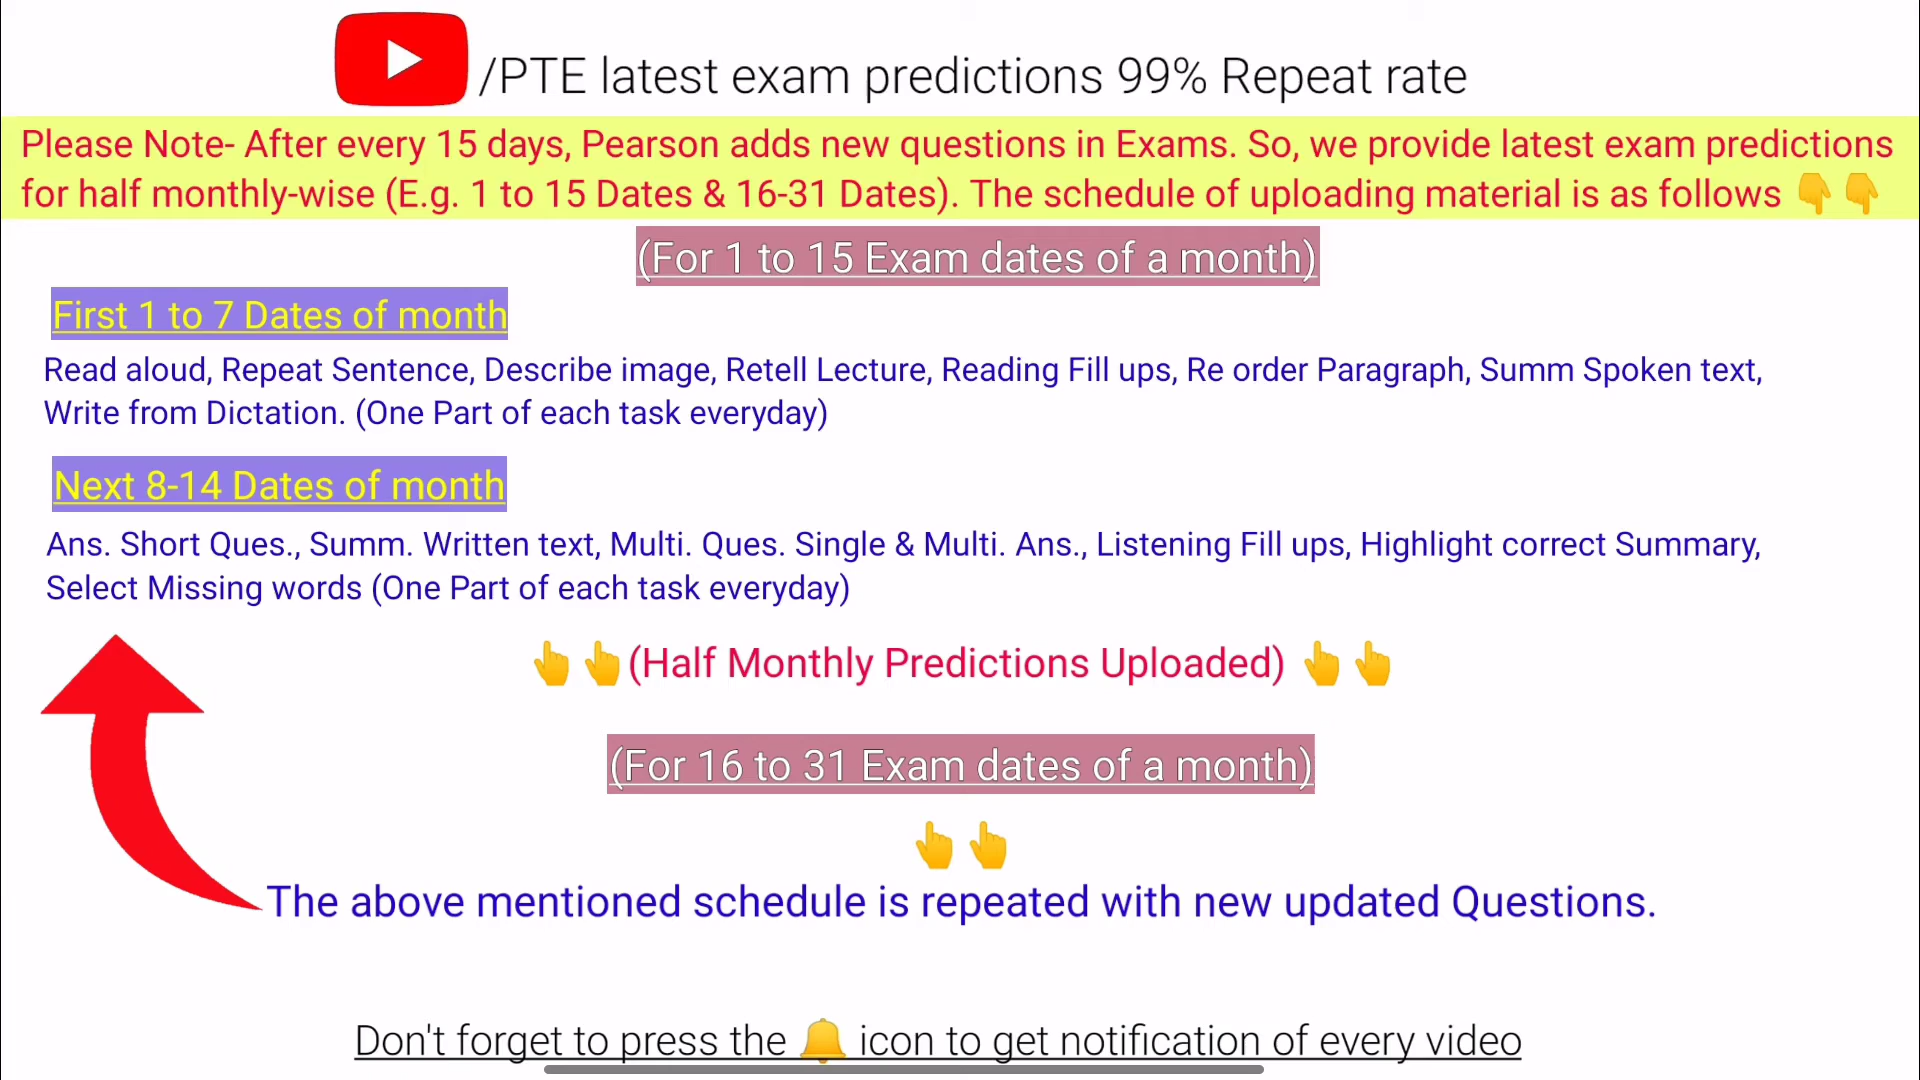 /PTE latest exam predictions 99% Repeat rate
Please Note- After every 15 days, Pearson adds new questions in Exams. So, we provide latest exam predictions
for half monthly-wise (E.g. 1 to 15 Dates & 16-31 Dates). The schedule of uploading material is as follows 👇👇
(For 1 to 15 Exam dates of a month)
First 1 to 7 Dates of month
Read aloud, Repeat Sentence, Describe image, Retell Lecture, Reading Fill ups, Re order Paragraph, Summ Spoken text,
Write from Dictation. (One Part of each task everyday)
Next 8-14 Dates of month
Ans. Short Ques., Summ. Written text, Multi. Ques. Single & Multi. Ans., Listening Fill ups, Highlight correct Summary,
Select Missing words (One Part of each task everyday)
👆👆(Half Monthly Predictions Uploaded) 👆👆
(For 16 to 31 Exam dates of a month)
👆👆
The above mentioned schedule is repeated with new updated Questions.
Don't forget to press the 🔔 icon to get notification of every video